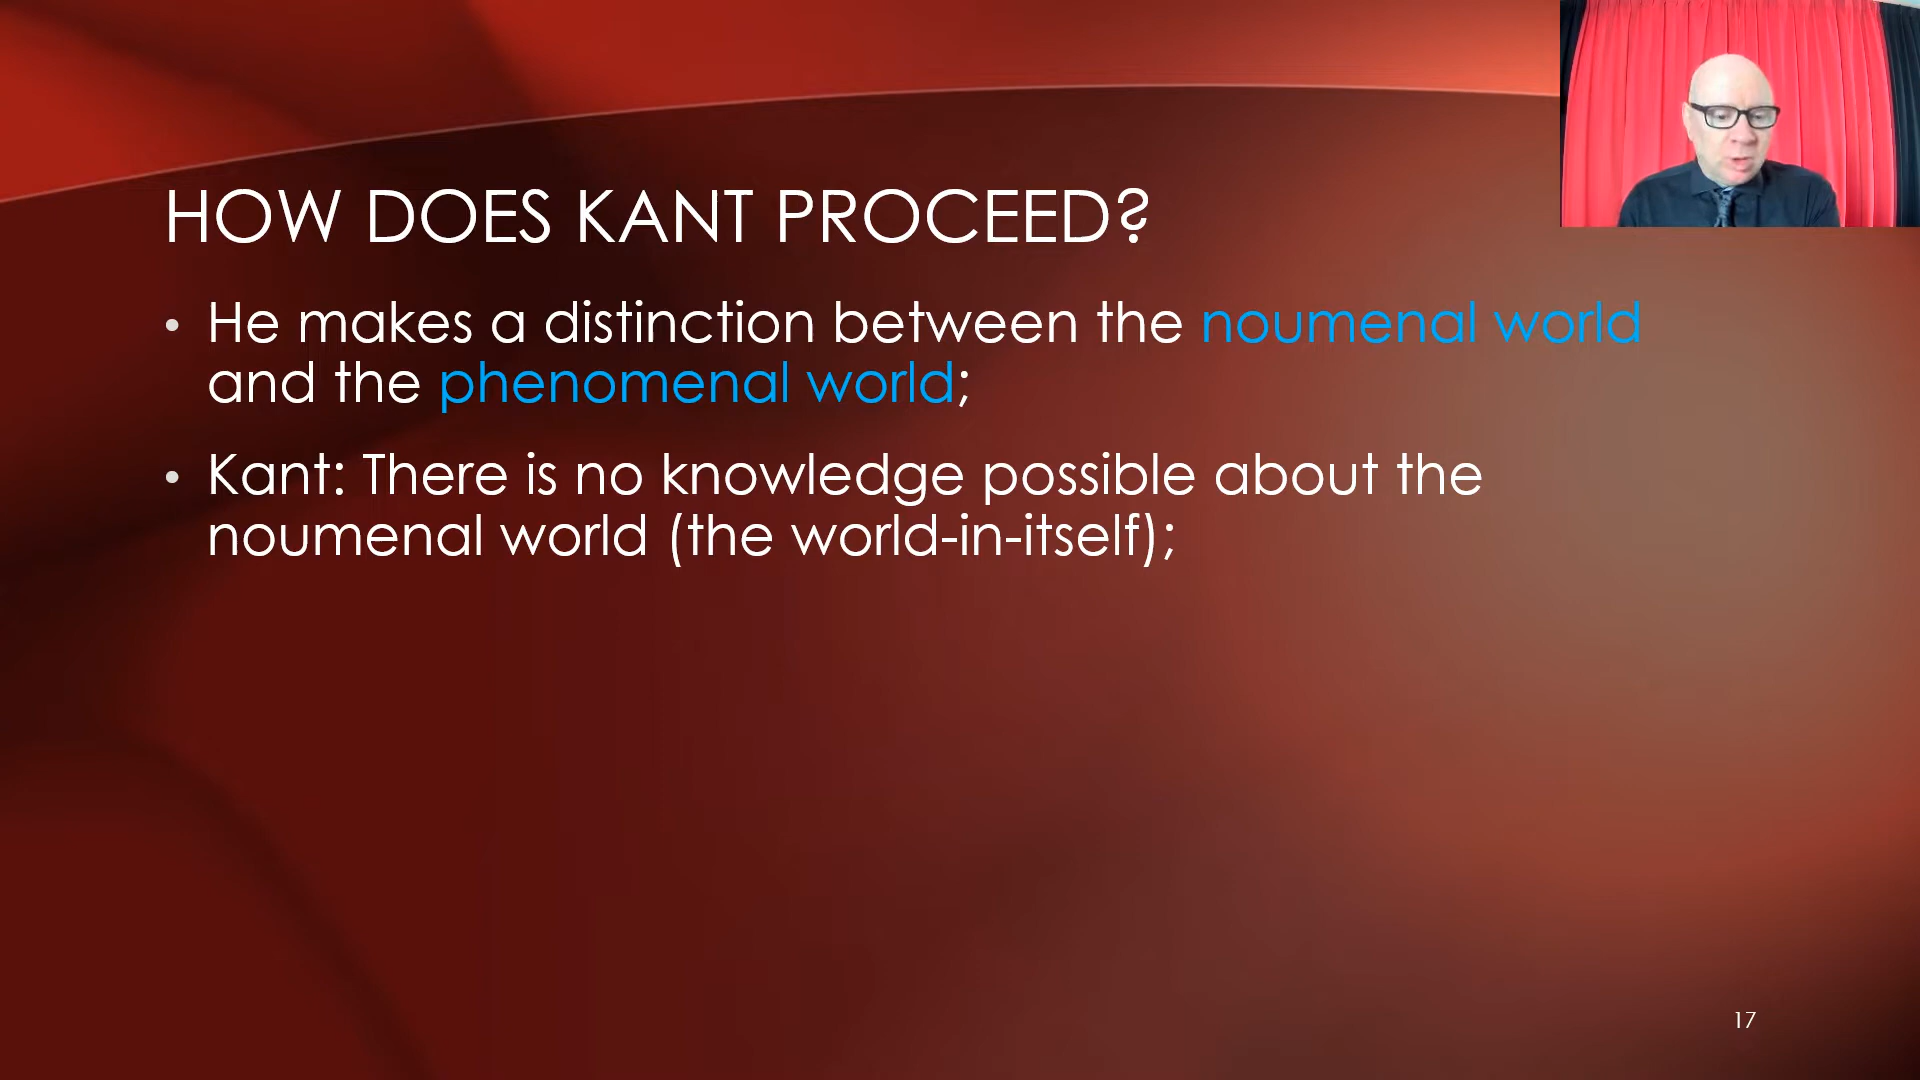 HOW DOES KANT PROCEED?
• He makes a distinction between the noumenal world
and the phenomenal world;
• Kant: There is no knowledge possible about the
noumenal world (the world-in-itself);
17